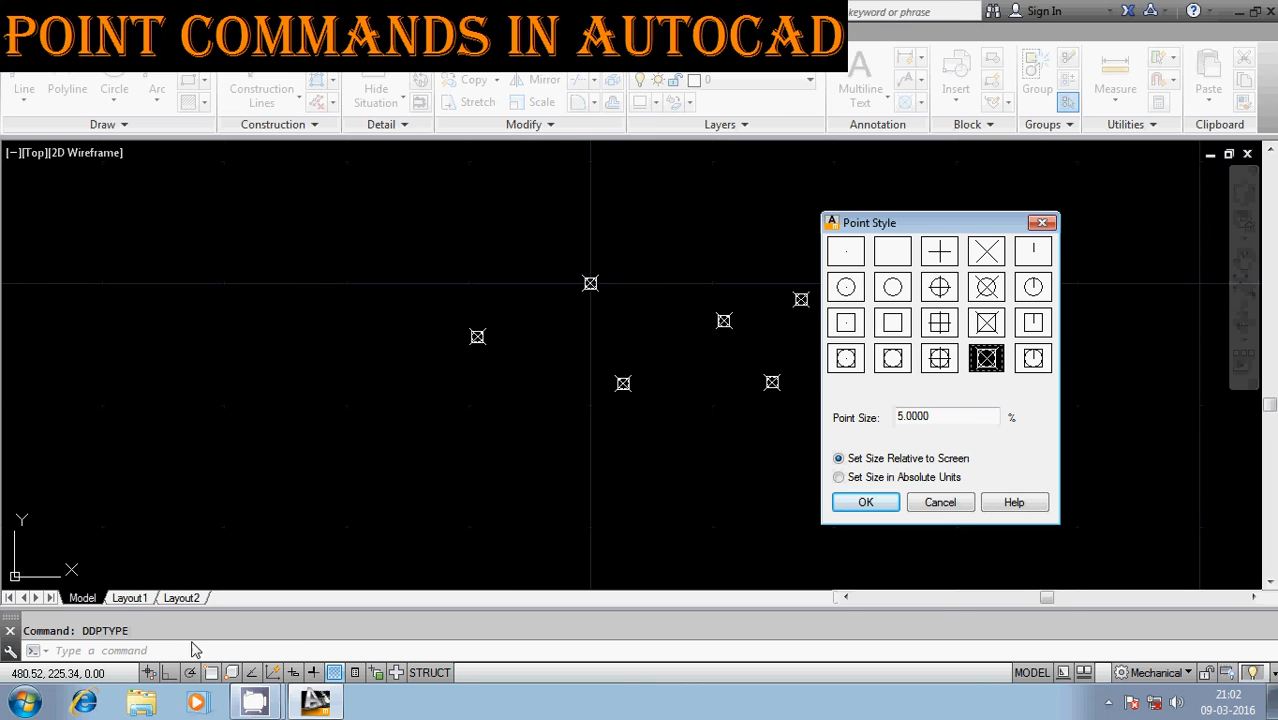 POINT COMMANDS IN AUTOCAD
keyword or phrase
Sign In
Line
Polyline
Circle
Arc
Construction
Lines
Hide
Situation
Copy
Mirror
Stretch
Scale
0
Multiline
Text
Insert
Group
Measure
Paste
Draw
Construction
Detail
Modify
Layers
Annotation
Block
Groups
Utilities
Clipboard
[−][Top][2D Wireframe]
Point Style
Point Size: 5.0000 %
Set Size Relative to Screen
Set Size in Absolute Units
OK
Cancel
Help
Y
X
Model
Layout1
Layout2
Command: DDPTYPE
Type a command
480.52, 225.34, 0.00
STRUCT
MODEL
Mechanical
21:02
09-03-2016